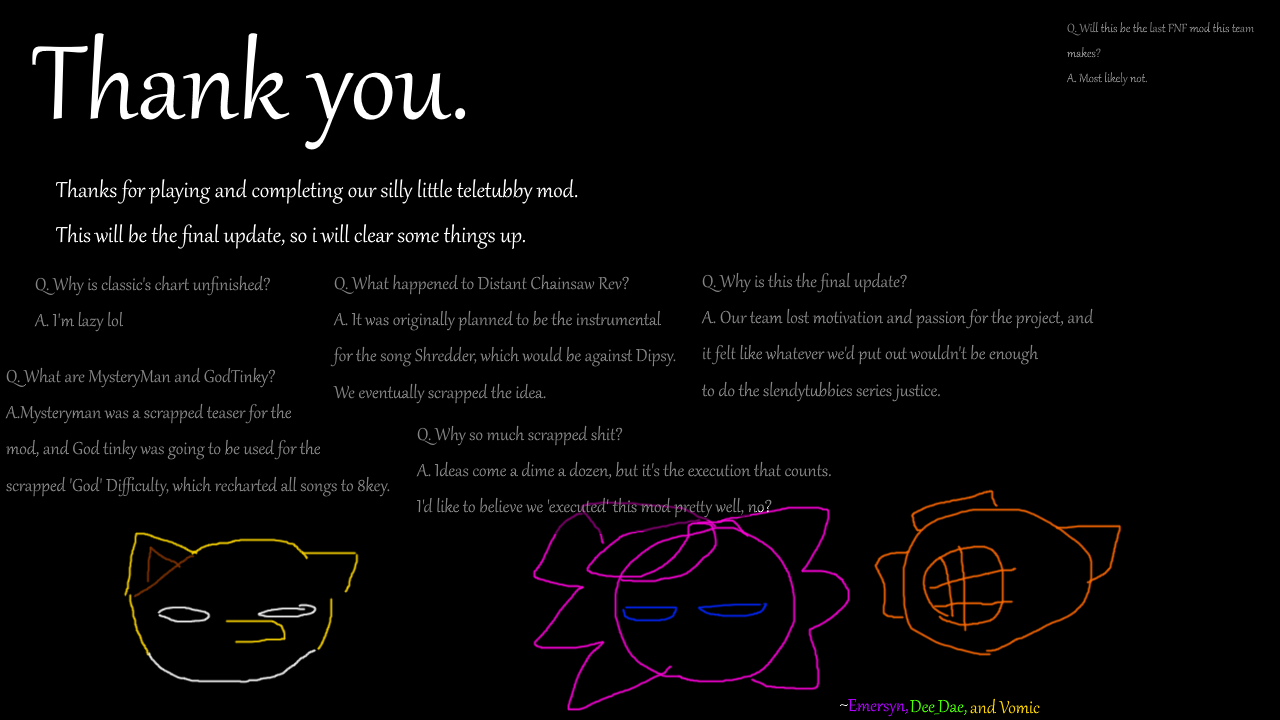 Thank you.
Thanks for playing and completing our silly little teletubby mod.
This will be the final update, so i will clear some things up.
Q. Will this be the last FNF mod this team
makes?
A. Most likely not.
Q. Why is classic's chart unfinished?
A. I'm lazy lol
Q. What are MysteryMan and GodTinky?
A.Mysteryman was a scrapped teaser for the
mod, and God tinky was going to be used for the
scrapped 'God' Difficulty, which recharted all songs to 8key.
Q. What happened to Distant Chainsaw Rev?
A. It was originally planned to be the instrumental
for the song Shredder, which would be against Dipsy.
We eventually scrapped the idea.
Q. Why is this the final update?
A. Our team lost motivation and passion for the project, and
it felt like whatever we'd put out wouldn't be enough
to do the slendytubbies series justice.
Q. Why so much scrapped shit?
A. Ideas come a dime a dozen, but it's the execution that counts.
I'd like to believe we 'executed' this mod pretty well, no?
~Emersyn, Dee_Dae, and Vomic